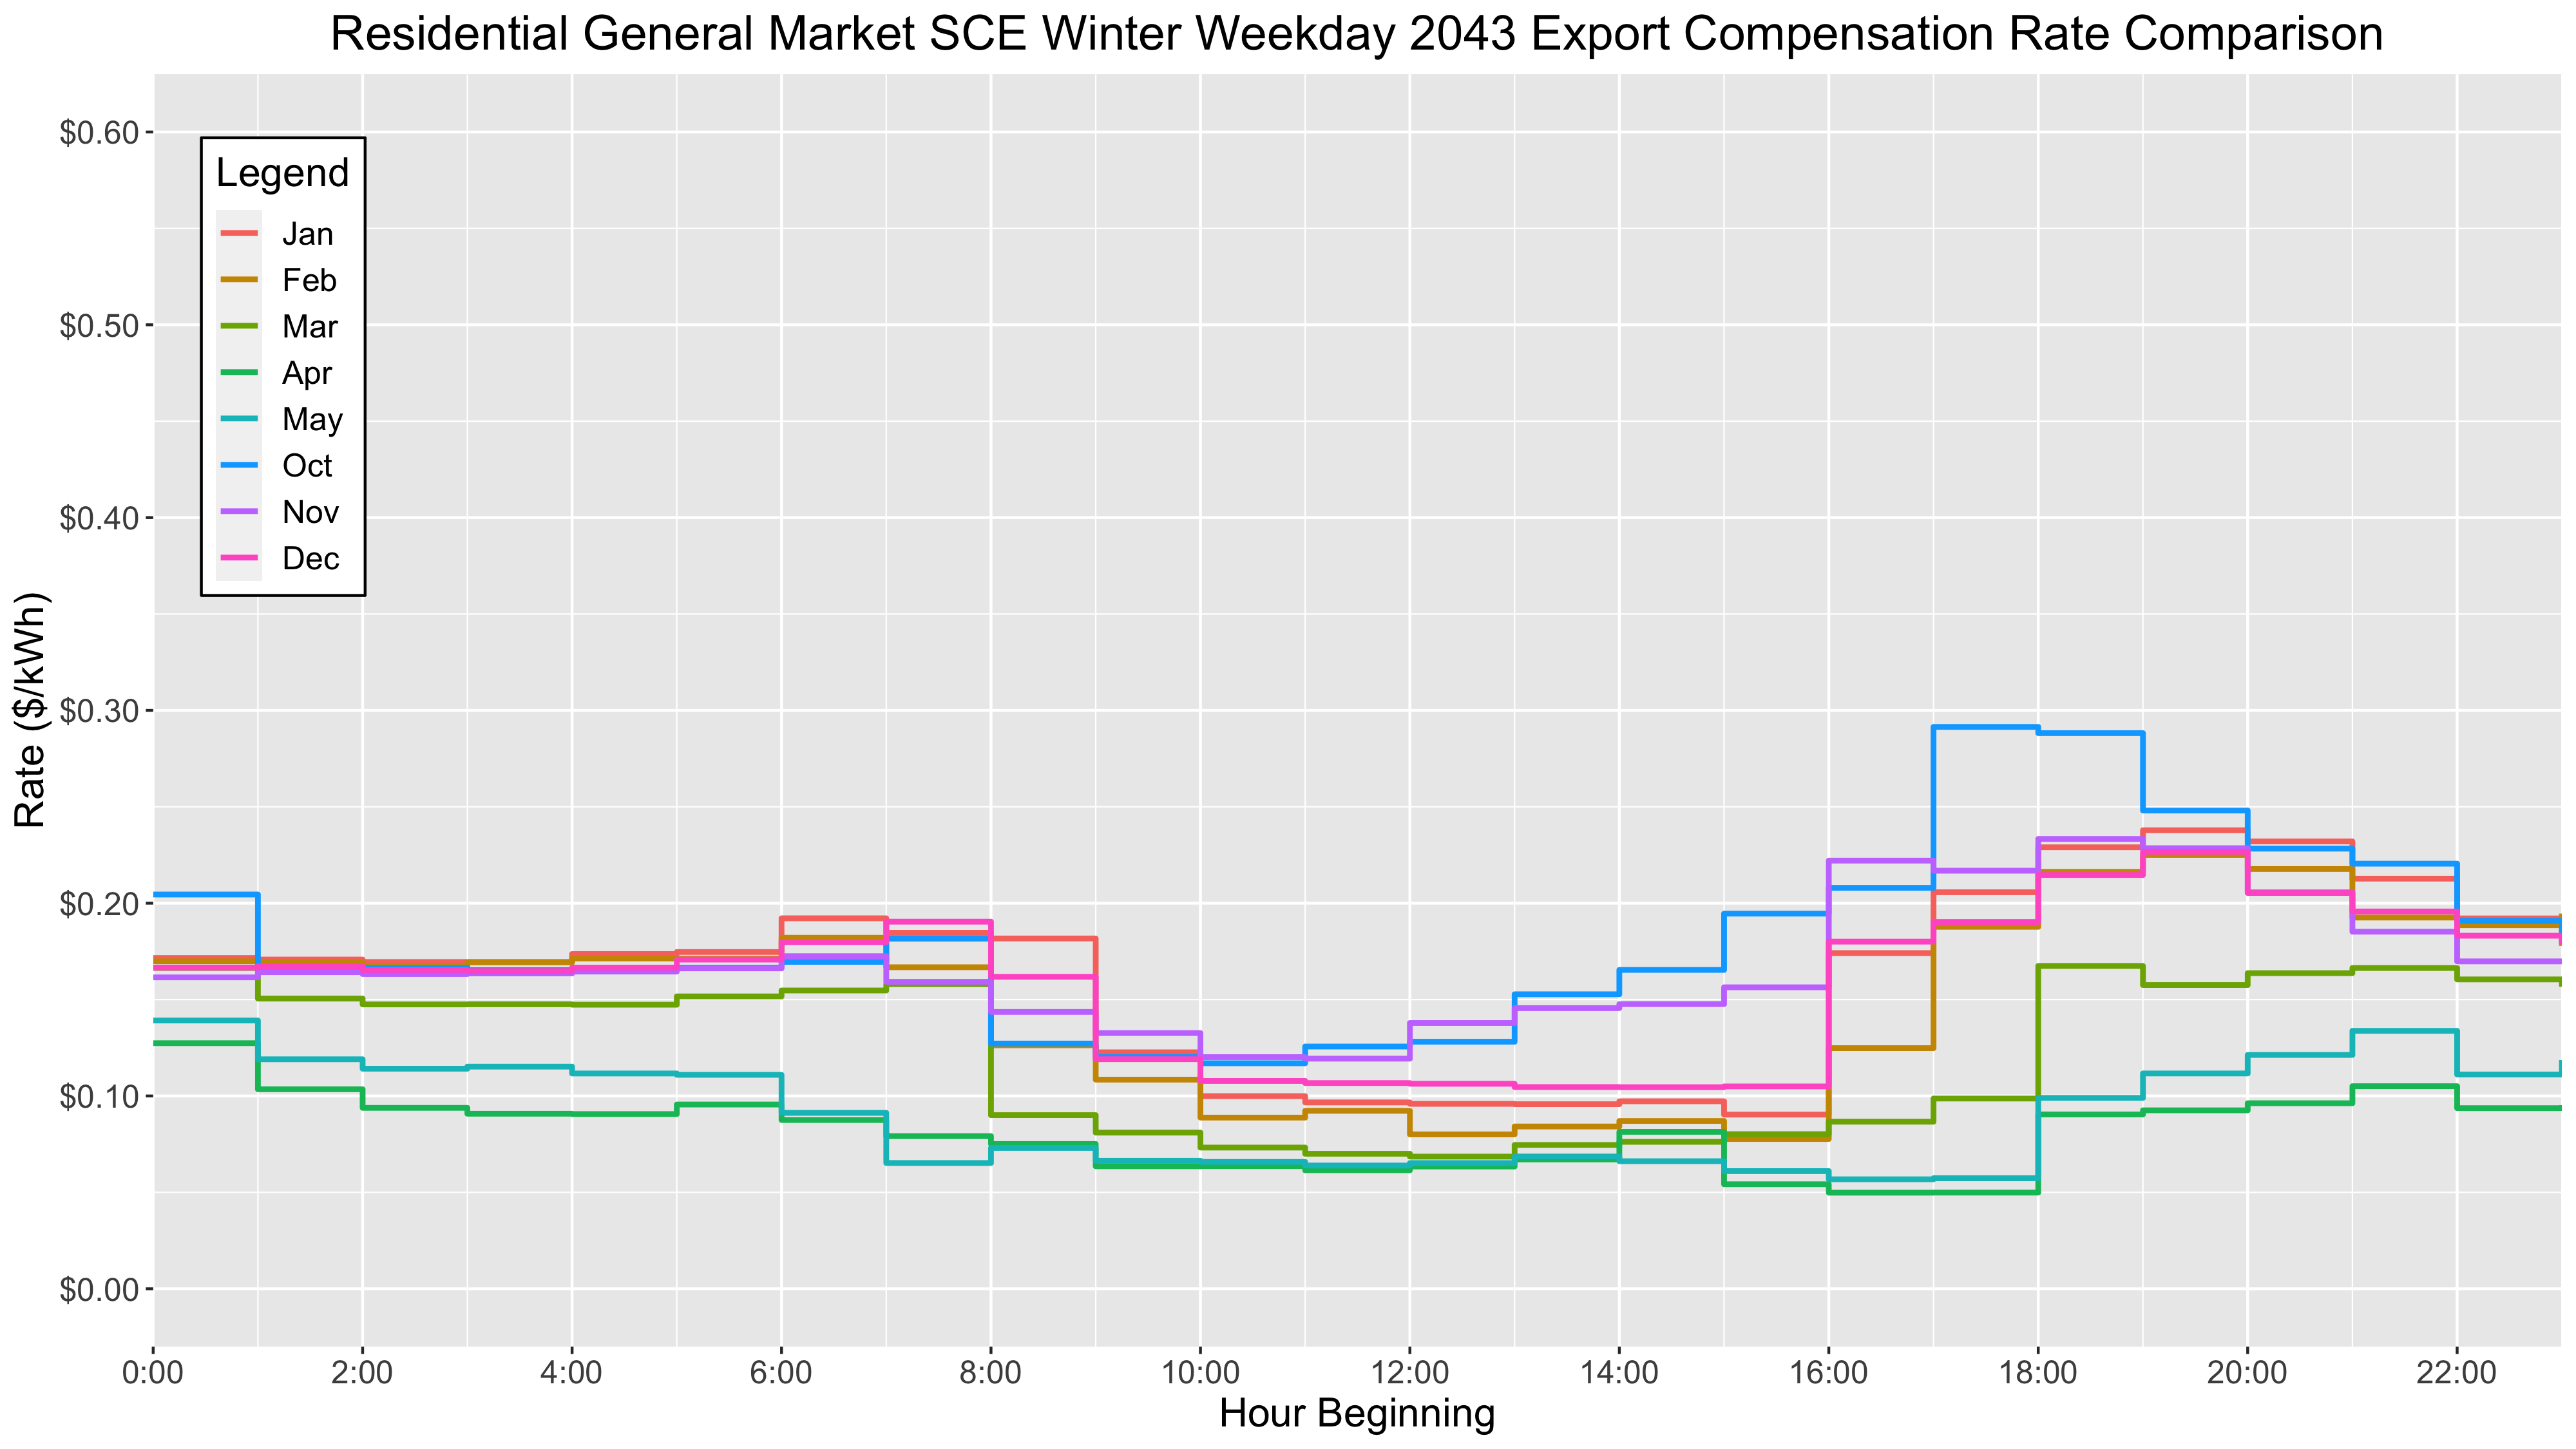 Residential General Market SCE Winter Weekday 2043 Export Compensation Rate Comparison
Rate ($/kWh)
$0.60
$0.50
$0.40
$0.30
$0.20
$0.10
$0.00
Legend
Jan
Feb
Mar
Apr
May
Oct
Nov
Dec
0:00 2:00 4:00 6:00 8:00 10:00 12:00 14:00 16:00 18:00 20:00 22:00
Hour Beginning